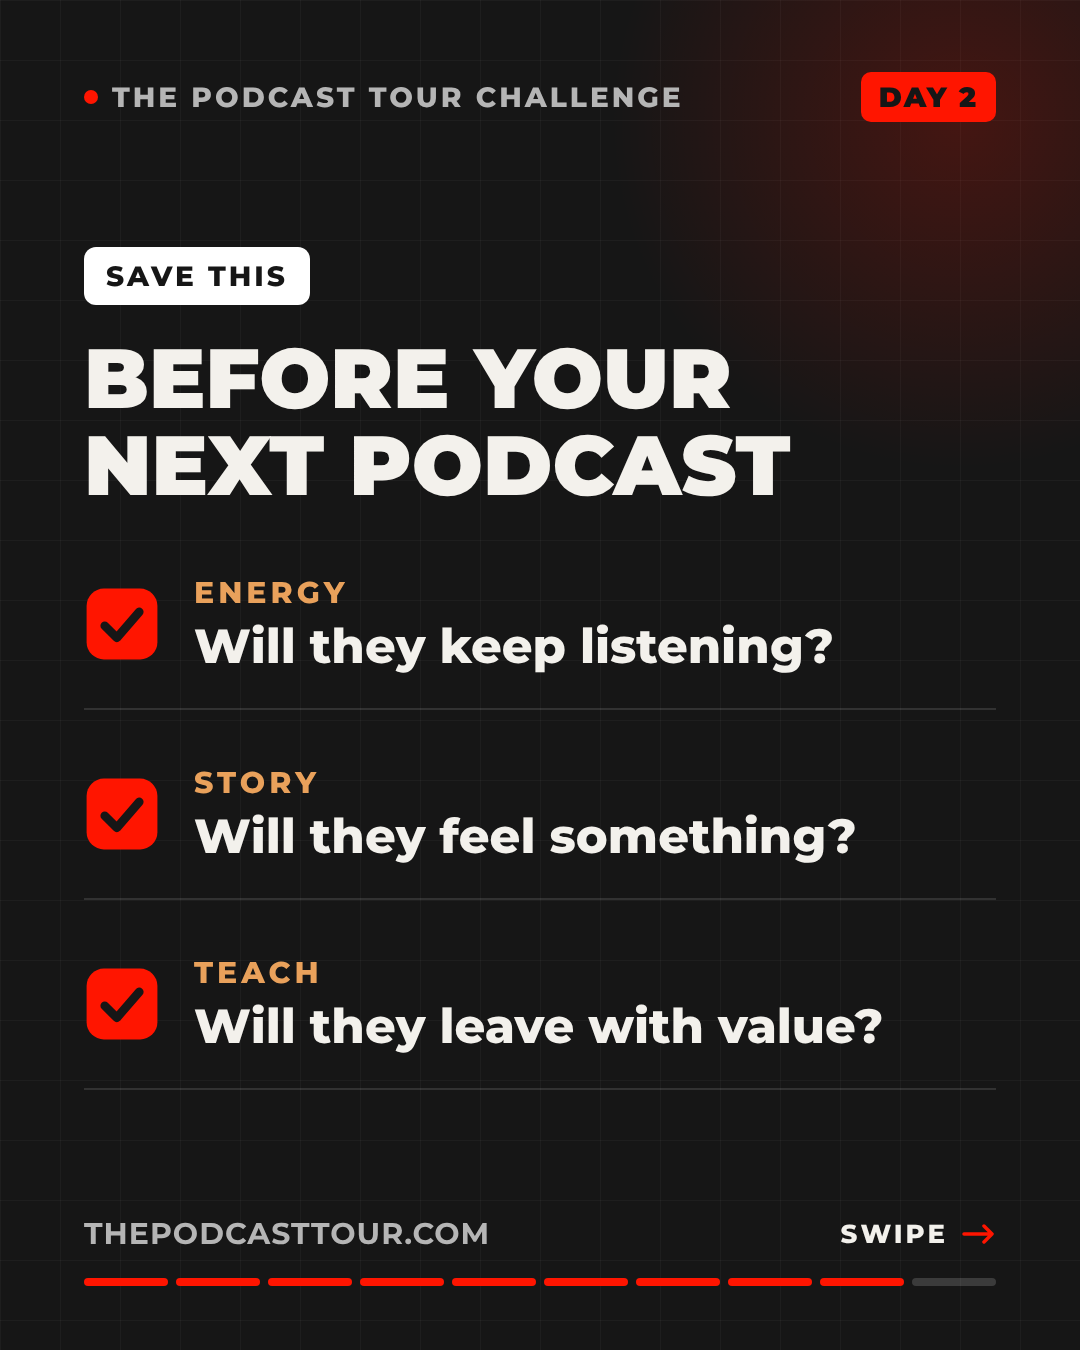 THE PODCAST TOUR CHALLENGE
DAY 2
SAVE THIS
BEFORE YOUR
NEXT PODCAST
ENERGY
Will they keep listening?
STORY
Will they feel something?
TEACH
Will they leave with value?
THEPODCASTTOUR.COM
SWIPE →